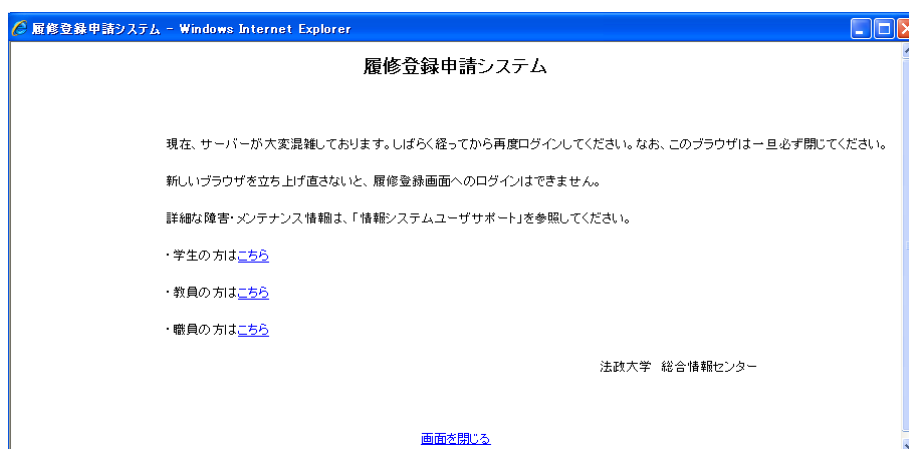 履修登録申請システム - Windows Internet Explorer
履修登録申請システム
現在、サーバーが大変混雑しております。しばらく経ってから再度ログインしてください。なお、このブラウザは一旦必ず閉じてください。
新しいブラウザを立ち上げ直さないと、履修登録画面へのログインはできません。
詳細な障害・メンテナンス情報は、「情報システムユーザサポート」を参照してください。
・学生の方はこちら
・教員の方はこちら
・職員の方はこちら
法政大学 総合情報センター
画面を閉じる